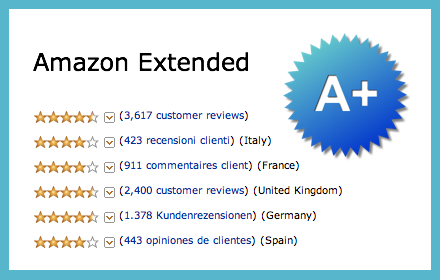 Amazon Extended
A+
(3,617 customer reviews)
(423 recensioni clienti) (Italy)
(911 commentaires client) (France)
(2,400 customer reviews) (United Kingdom)
(1.378 Kundenrezensionen) (Germany)
(443 opiniones de clientes) (Spain)